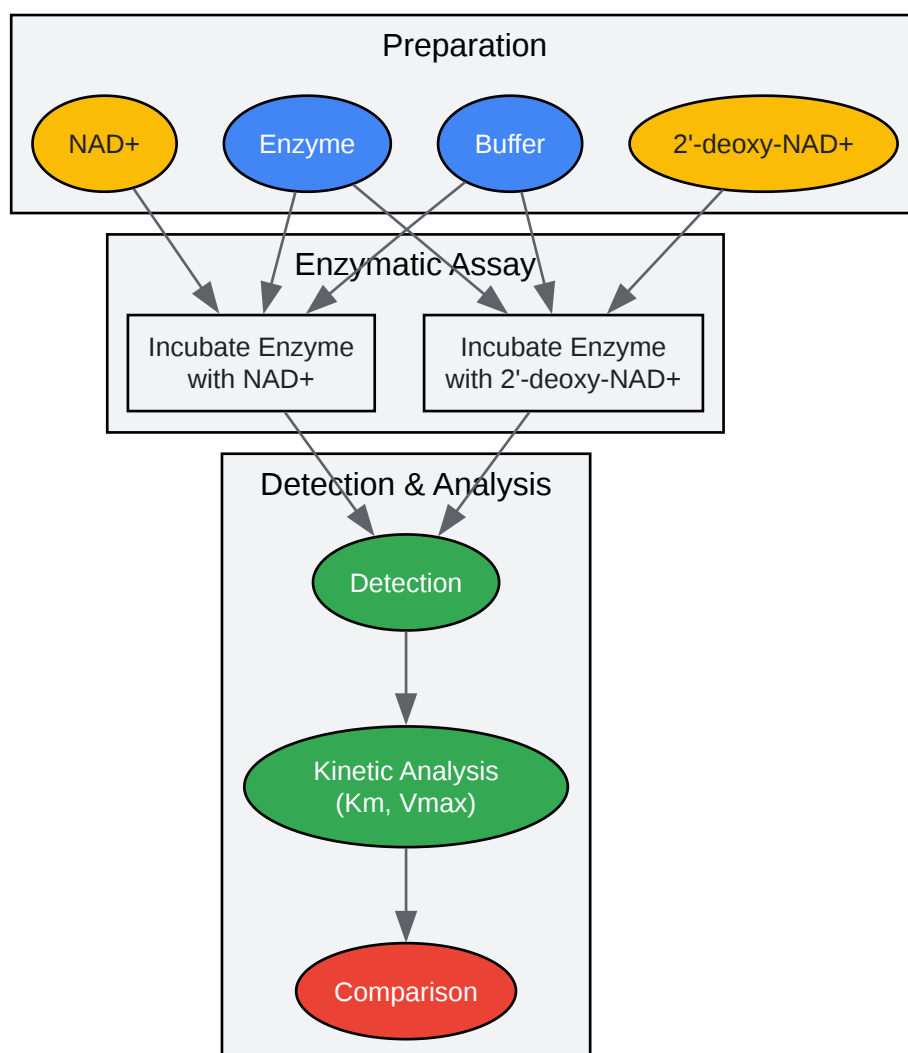 Preparation
NAD+
Enzyme
Buffer
2'-deoxy-NAD+
Enzymatic Assay
Incubate Enzyme
with NAD+
Incubate Enzyme
with 2'-deoxy-NAD+
Detection & Analysis
Detection
Kinetic Analysis
(Km, Vmax)
Comparison